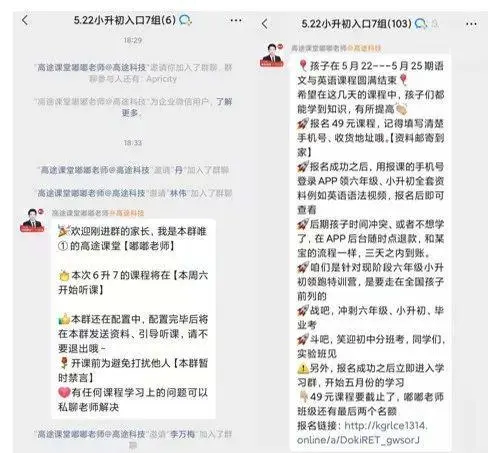 5.22小升初入口7组(6)
18:29
高途课堂嘟嘟老师@高途科技邀请你加入了群聊，群
聊参与人还有：Apricity
高途课堂嘟嘟老师@高途科技为企业微信用户，了解
更多
18:33
高途课堂嘟嘟老师@高途科技"邀请"丹"加入了群聊
"高途课堂嘟嘟老师@高途科技"邀请"林伟"加入了群聊
高途课堂嘟嘟老师@高途科技
欢迎刚进群的家长，我是本群唯
①的高途课堂【嘟嘟老师】
本次6升7的课程将在【本周六
开始听课】
本群还在配置中，配置完毕后将
在本群发送资料、引导听课，请不
要退出哦～
开课前为避免打扰他人【本群暂
时禁言】
有任何课程学习上的问题可以
私聊老师解决
"高途课堂嘟嘟老师@高途科技"邀请"李万梅"加入了群
5.22小升初入口7组(103)
高途课堂嘟嘟老师@高途科技
孩子在5月22---5月25期语
文与英语课程圆满结束
希望在这几天的课程中，孩子们都
能学到知识，有所提高
报名49元课程，记得填写清楚
手机号、收货地址哦。【资料邮寄到
家】
报名成功之后，用报课的手机号
登录APP领六年级、小升初全套资
料例如英语语法视频，报名后即可
查看
后期孩子时间冲突、或者不想学
了，在APP后台随时点退款，和某
宝的流程一样，三天之内到账。
咱们是针对现阶段六年级小升
初领跑特训营，是要走在全国孩子
前列的
战吧，冲刺六年级、小升初、毕
业考
斗吧，笑迎初中分班考，同学们，
实验班见
另外，报名成功之后立即进入学
习群，开始五月份的学习
49元课程要截止了，嘟嘟老师
班级还有最后两个名额
报名链接：http://kgrlce1314.
online/a/DokiRET_gwsorJ